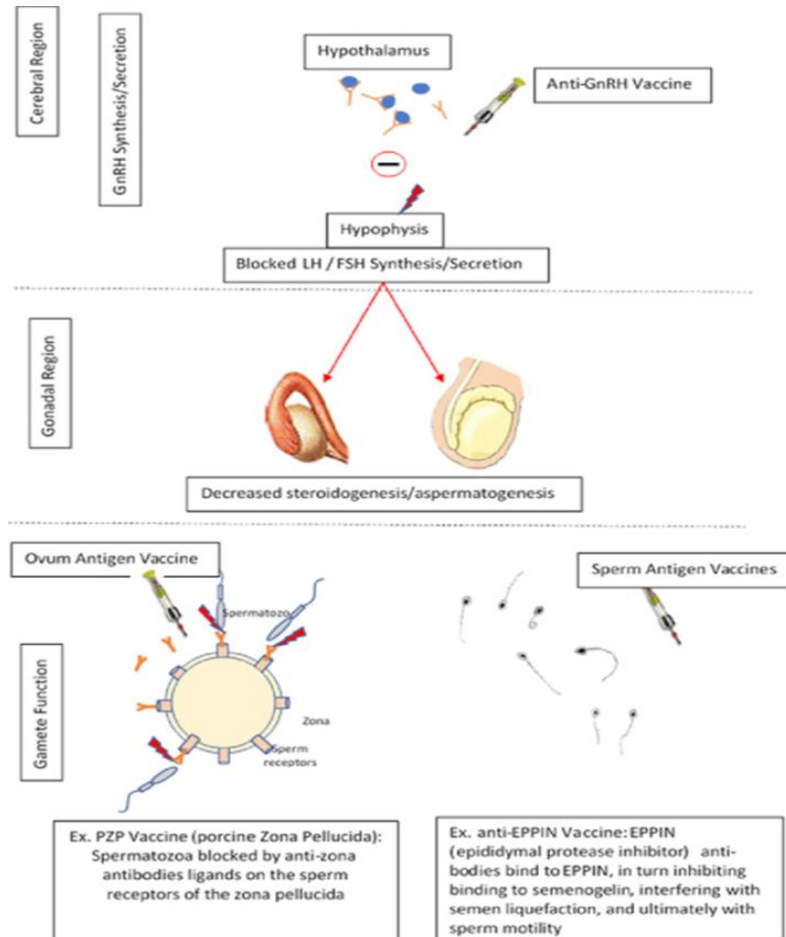 Cerebral Region
GnRH Synthesis/Secretion
Hypothalamus
Anti-GnRH Vaccine
Hypophysis
Blocked LH / FSH Synthesis/Secretion
Gonadal Region
Decreased steroidogenesis/aspermatogenesis
Gamete Function
Ovum Antigen Vaccine
Spermatozo
Zona
Sperm
receptors
Ex. PZP Vaccine (porcine Zona Pellucida):
Spermatozoa blocked by anti-zona
antibodies ligands on the sperm
receptors of the zona pellucida
Sperm Antigen Vaccines
Ex. anti-EPPIN Vaccine: EPPIN
(epididymal protease inhibitor) anti-
bodies bind to EPPIN, in turn inhibiting
binding to semenogelin, interfering with
semen liquefaction, and ultimately with
sperm motility